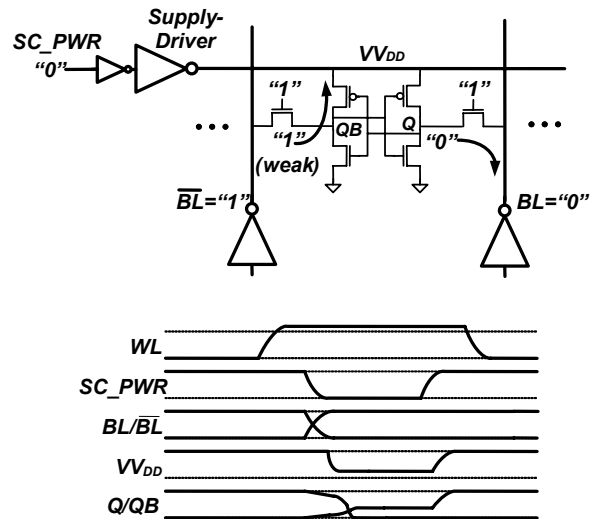 Supply-
Driver
SC_PWR
"0"
VVDD
"1"
"1"
"1"
(weak)
QB
Q
"0"
• • •
• • •
BL="1"
BL="0"
WL
SC_PWR
BL/BL
VVDD
Q/QB